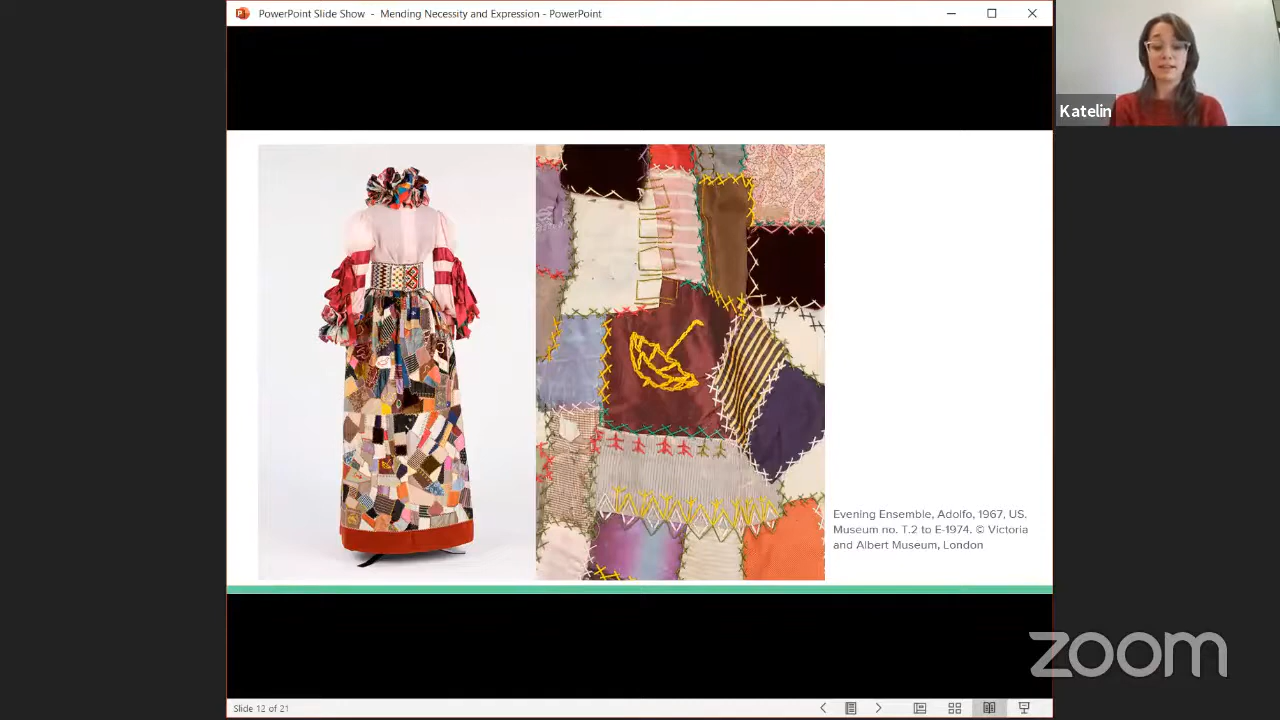 PowerPoint Slide Show - Mending Necessity and Expression - PowerPoint
Katelin
Evening Ensemble, Adolfo, 1967, US.
Museum no. T.2 to E-1974. © Victoria
and Albert Museum, London
zoom
Slide 12 of 21